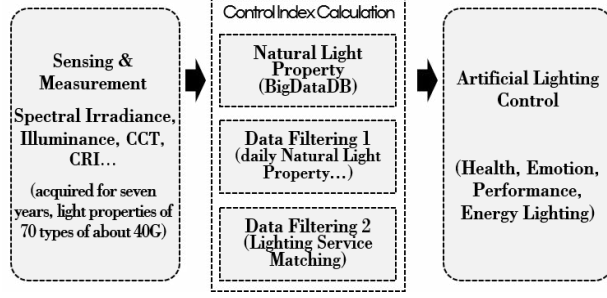 Control Index Calculation
Sensing &
Measurement
Spectral Irradiance,
Illuminance, CCT,
CRI...
(acquired for seven
years, light properties of
70 types of about 40G)
Natural Light
Property
(BigDataDB)
Data Filtering 1
(daily Natural Light
Property...)
Data Filtering 2
(Lighting Service
Matching)
Artificial Lighting
Control
(Health, Emotion,
Performance,
Energy Lighting)